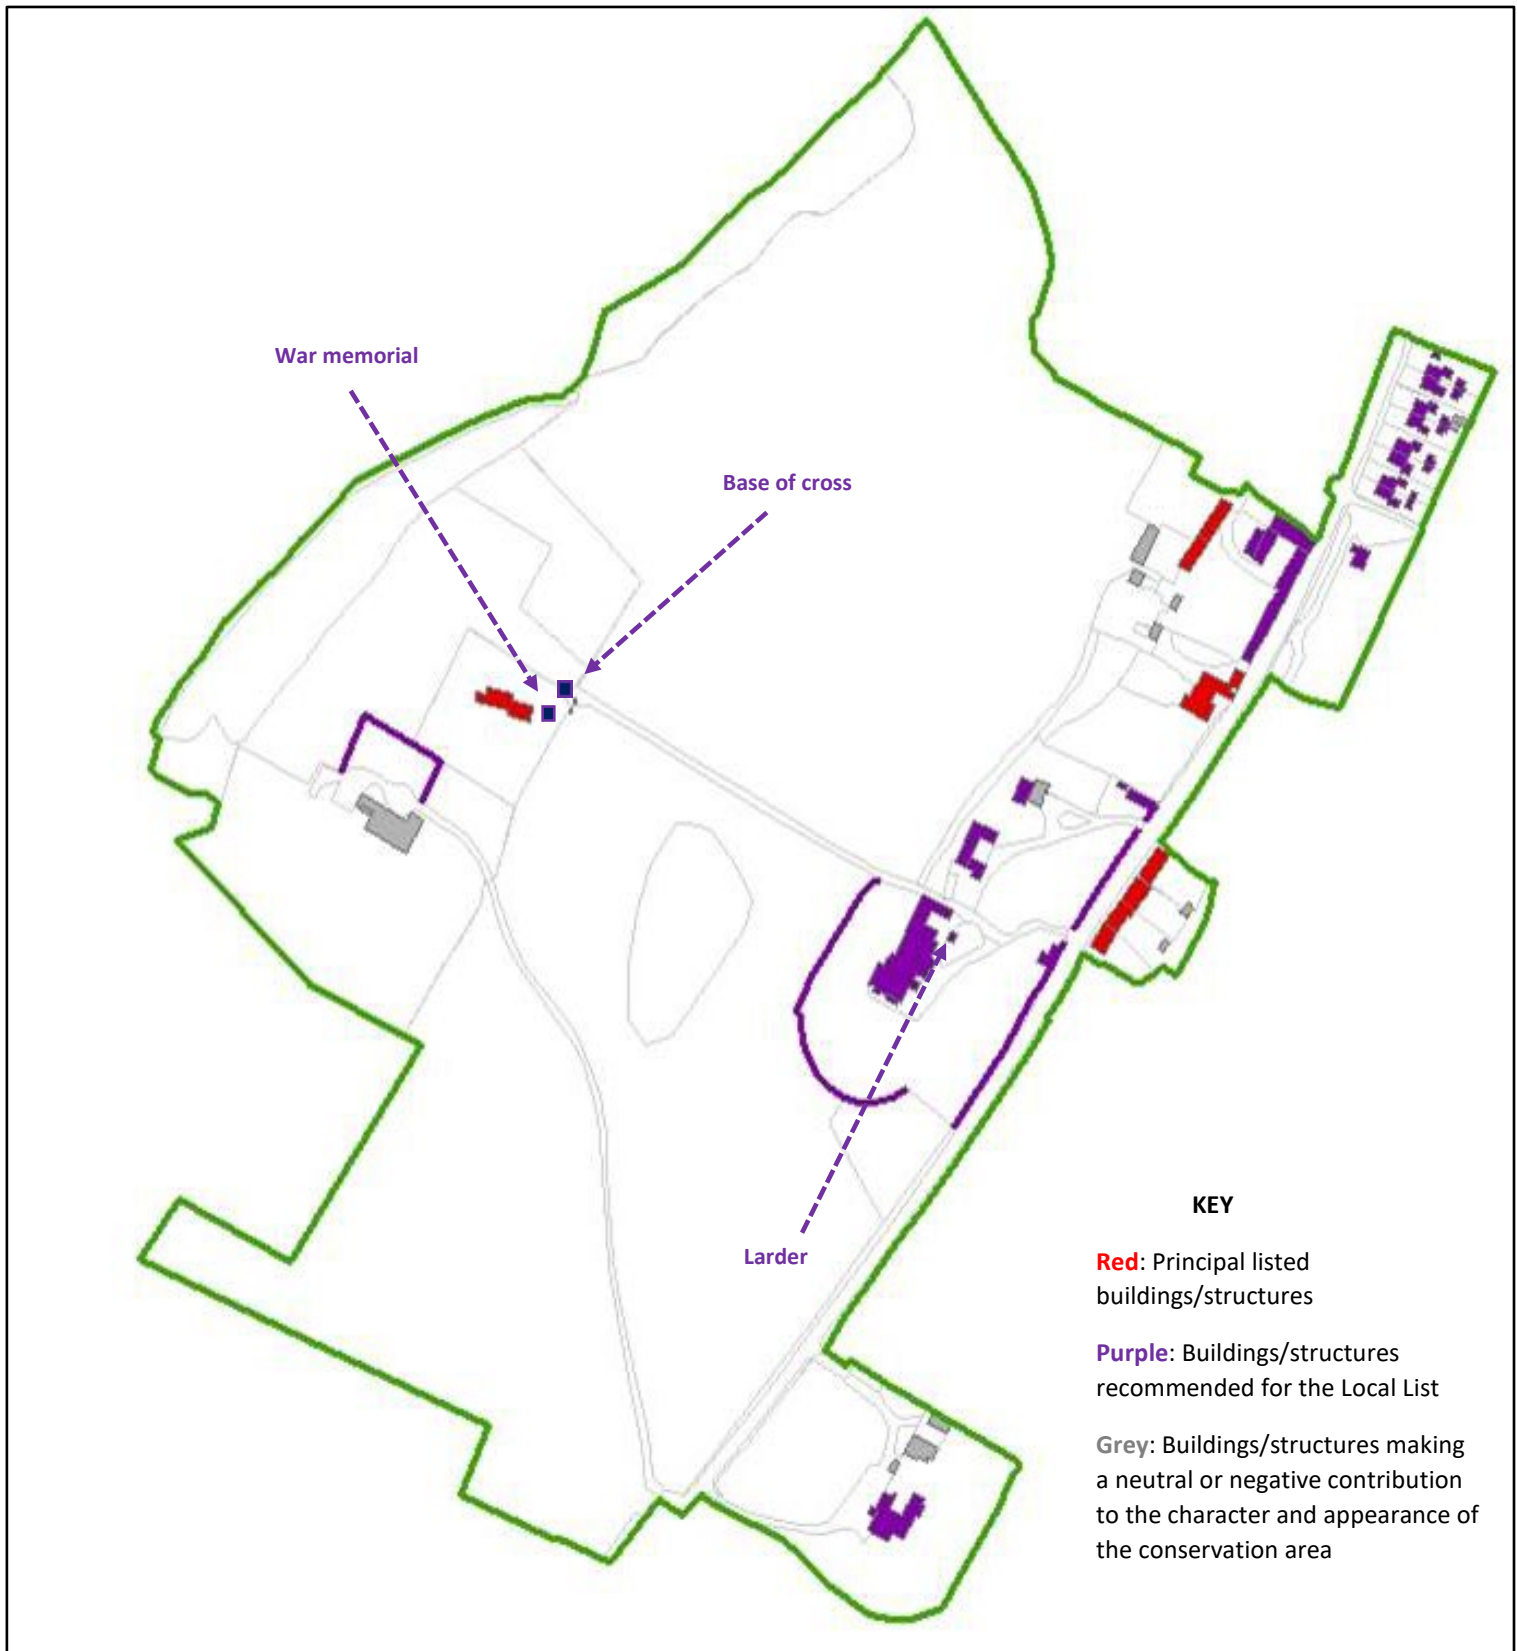 War memorial
Base of cross
Larder
KEY
Red: Principal listed
buildings/structures
Purple: Buildings/structures
recommended for the Local List
Grey: Buildings/structures making
a neutral or negative contribution
to the character and appearance of
the conservation area